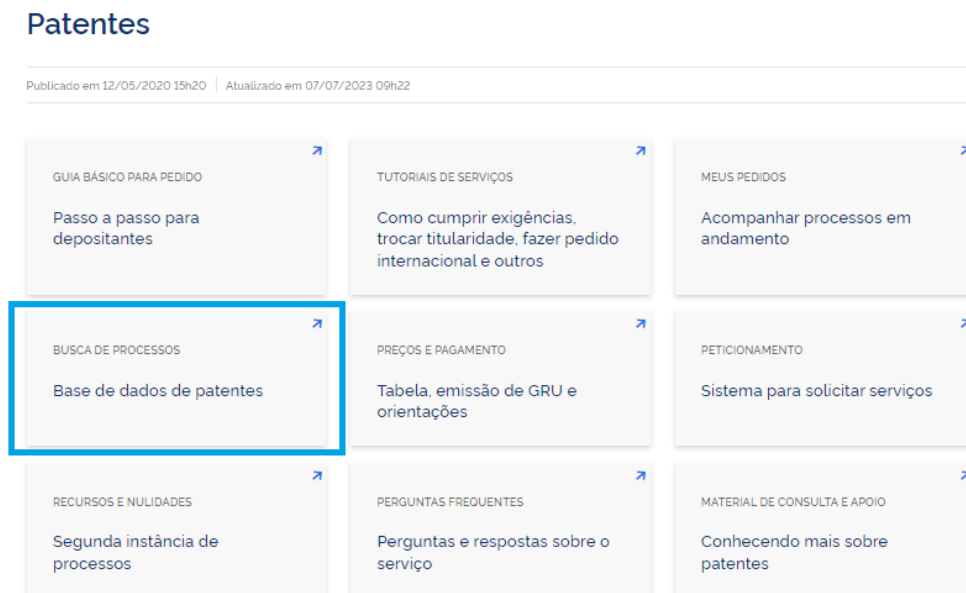 Patentes
Publicado em 12/05/2020 15h20 | Atualizado em 07/07/2023 09h22
GUIA BÁSICO PARA PEDIDO
Passo a passo para
depositantes
TUTORIAIS DE SERVIÇOS
Como cumprir exigências,
trocar titularidade, fazer pedido
internacional e outros
MEUS PEDIDOS
Acompanhar processos em
andamento
BUSCA DE PROCESSOS
Base de dados de patentes
PREÇOS E PAGAMENTO
Tabela, emissão de GRU e
orientações
PETICIONAMENTO
Sistema para solicitar serviços
RECURSOS E NULIDADES
Segunda instância de
processos
PERGUNTAS FREQUENTES
Perguntas e respostas sobre o
serviço
MATERIAL DE CONSULTA E APOIO
Conhecendo mais sobre
patentes